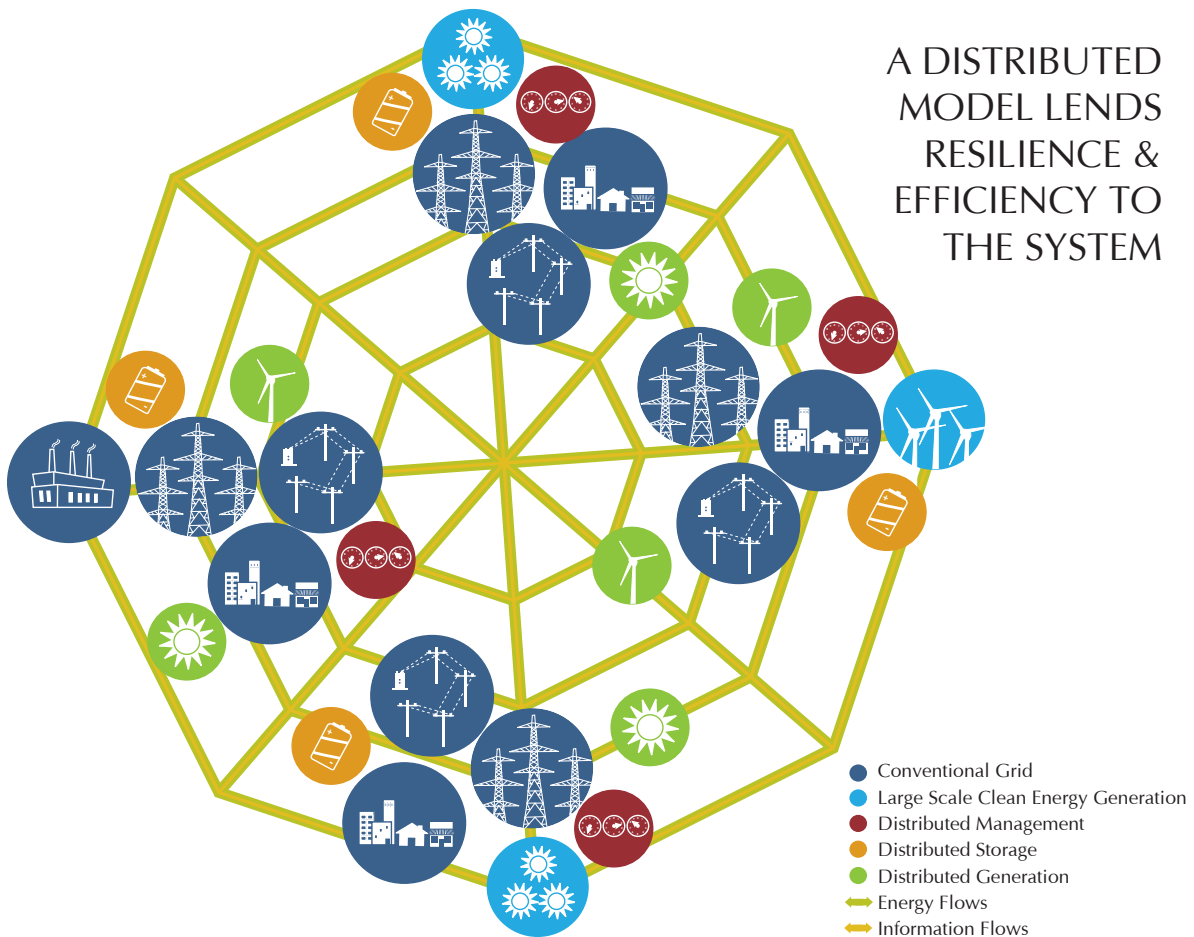 A DISTRIBUTED
MODEL LENDS
RESILIENCE &
EFFICIENCY TO
THE SYSTEM
Conventional Grid
Large Scale Clean Energy Generation
Distributed Management
Distributed Storage
Distributed Generation
Energy Flows
Information Flows